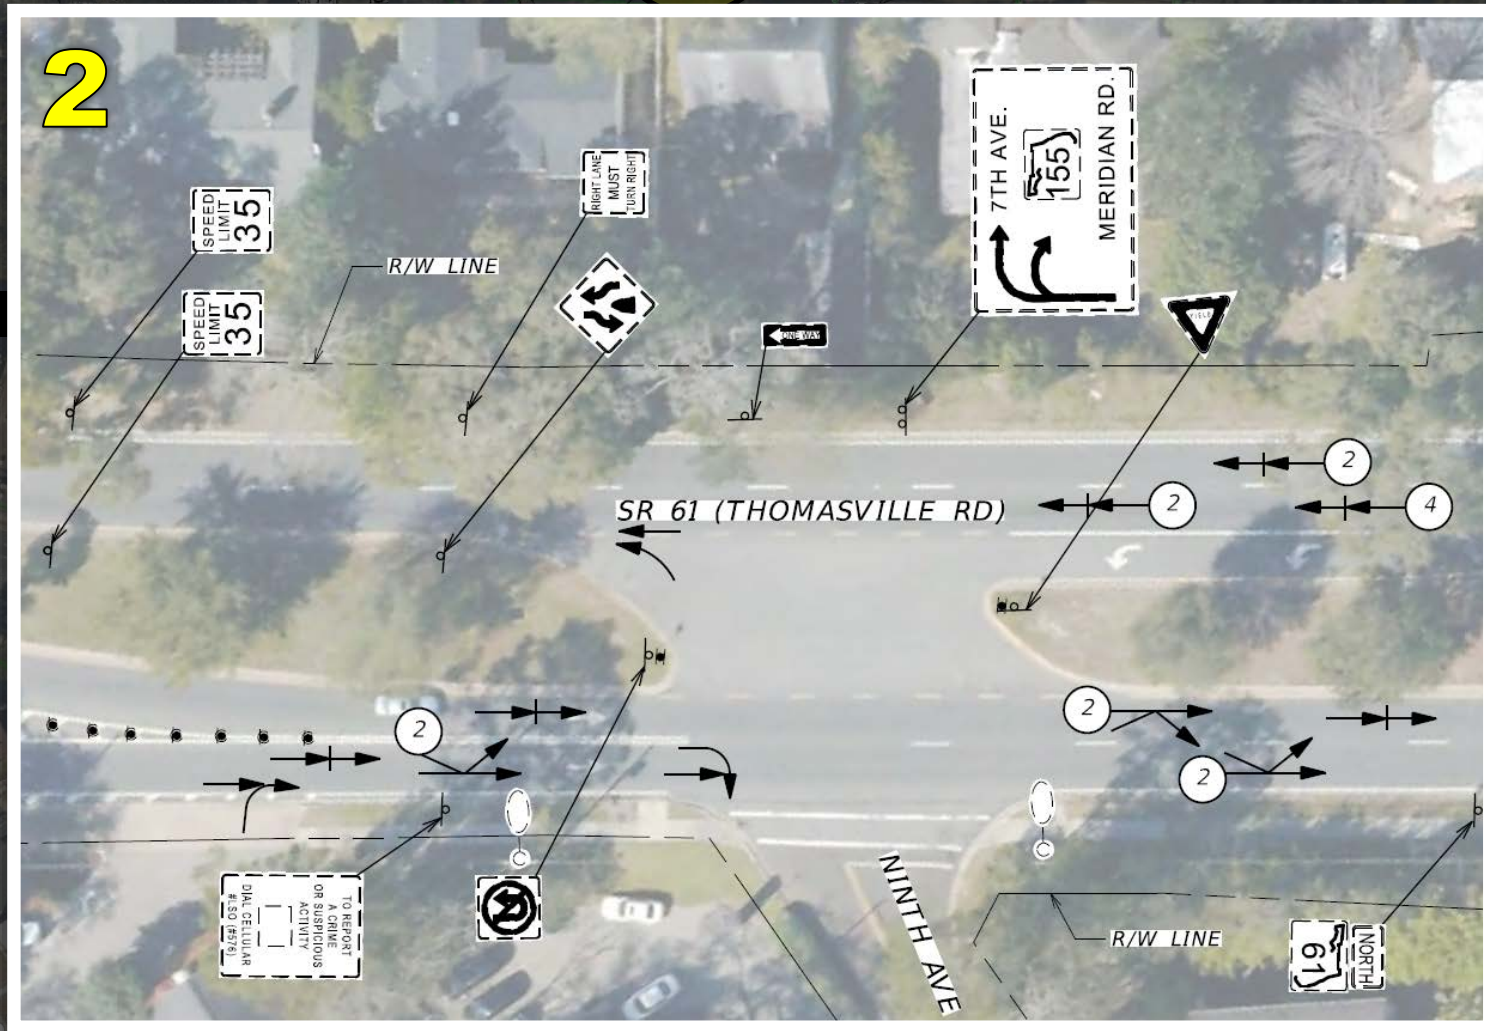 2
SPEED
LIMIT
35
SPEED
LIMIT
35
R/W LINE
RIGHT LANE
MUST
TURN RIGHT
ONE WAY
7TH AVE.
155
MERIDIAN RD.
YIELD
2
2
4
SR 61 (THOMASVILLE RD)
2
2
2
TO REPORT
A CRIME
OR SUSPICIOUS
ACTIVITY
DIAL CELLULAR
#LSO (#576)
C
C
NINTH AVE
R/W LINE
NORTH
61